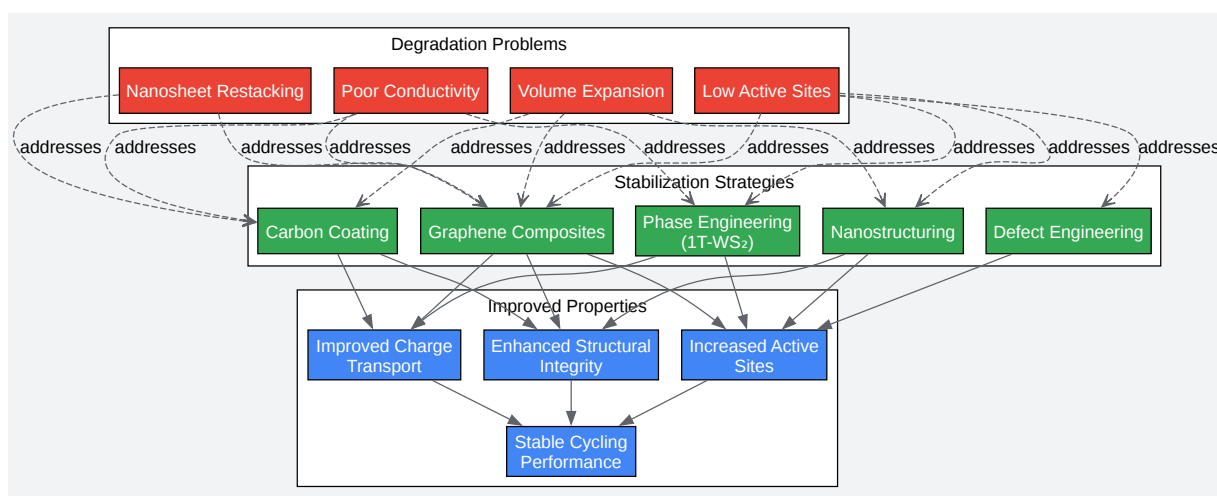 Degradation Problems
Nanosheet Restacking
Poor Conductivity
Volume Expansion
Low Active Sites
addresses
addresses
addresses
addresses
addresses
addresses
addresses
addresses
addresses
addresses
addresses
Stabilization Strategies
Carbon Coating
Graphene Composites
Phase Engineering
(1T-WS₂)
Nanostructuring
Defect Engineering
Improved Properties
Improved Charge
Transport
Enhanced Structural
Integrity
Increased Active
Sites
Stable Cycling
Performance